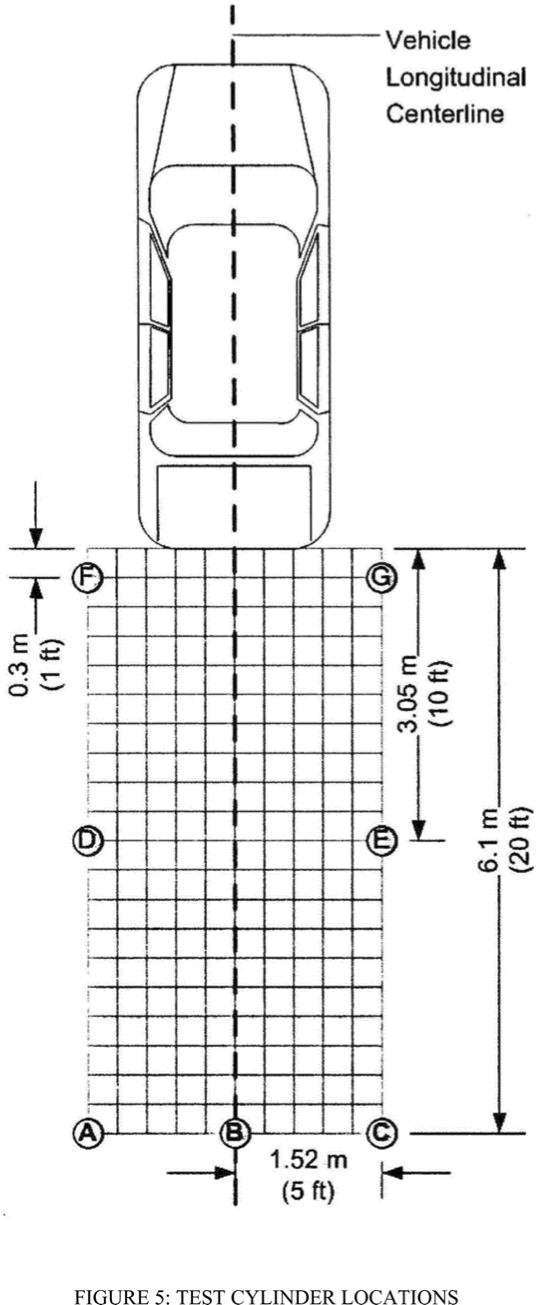 Vehicle
Longitudinal
Centerline
F
G
0.3 m
(1 ft)
3.05 m
(10 ft)
D
E
6.1 m
(20 ft)
A
B
C
1.52 m
(5 ft)
FIGURE 5: TEST CYLINDER LOCATIONS